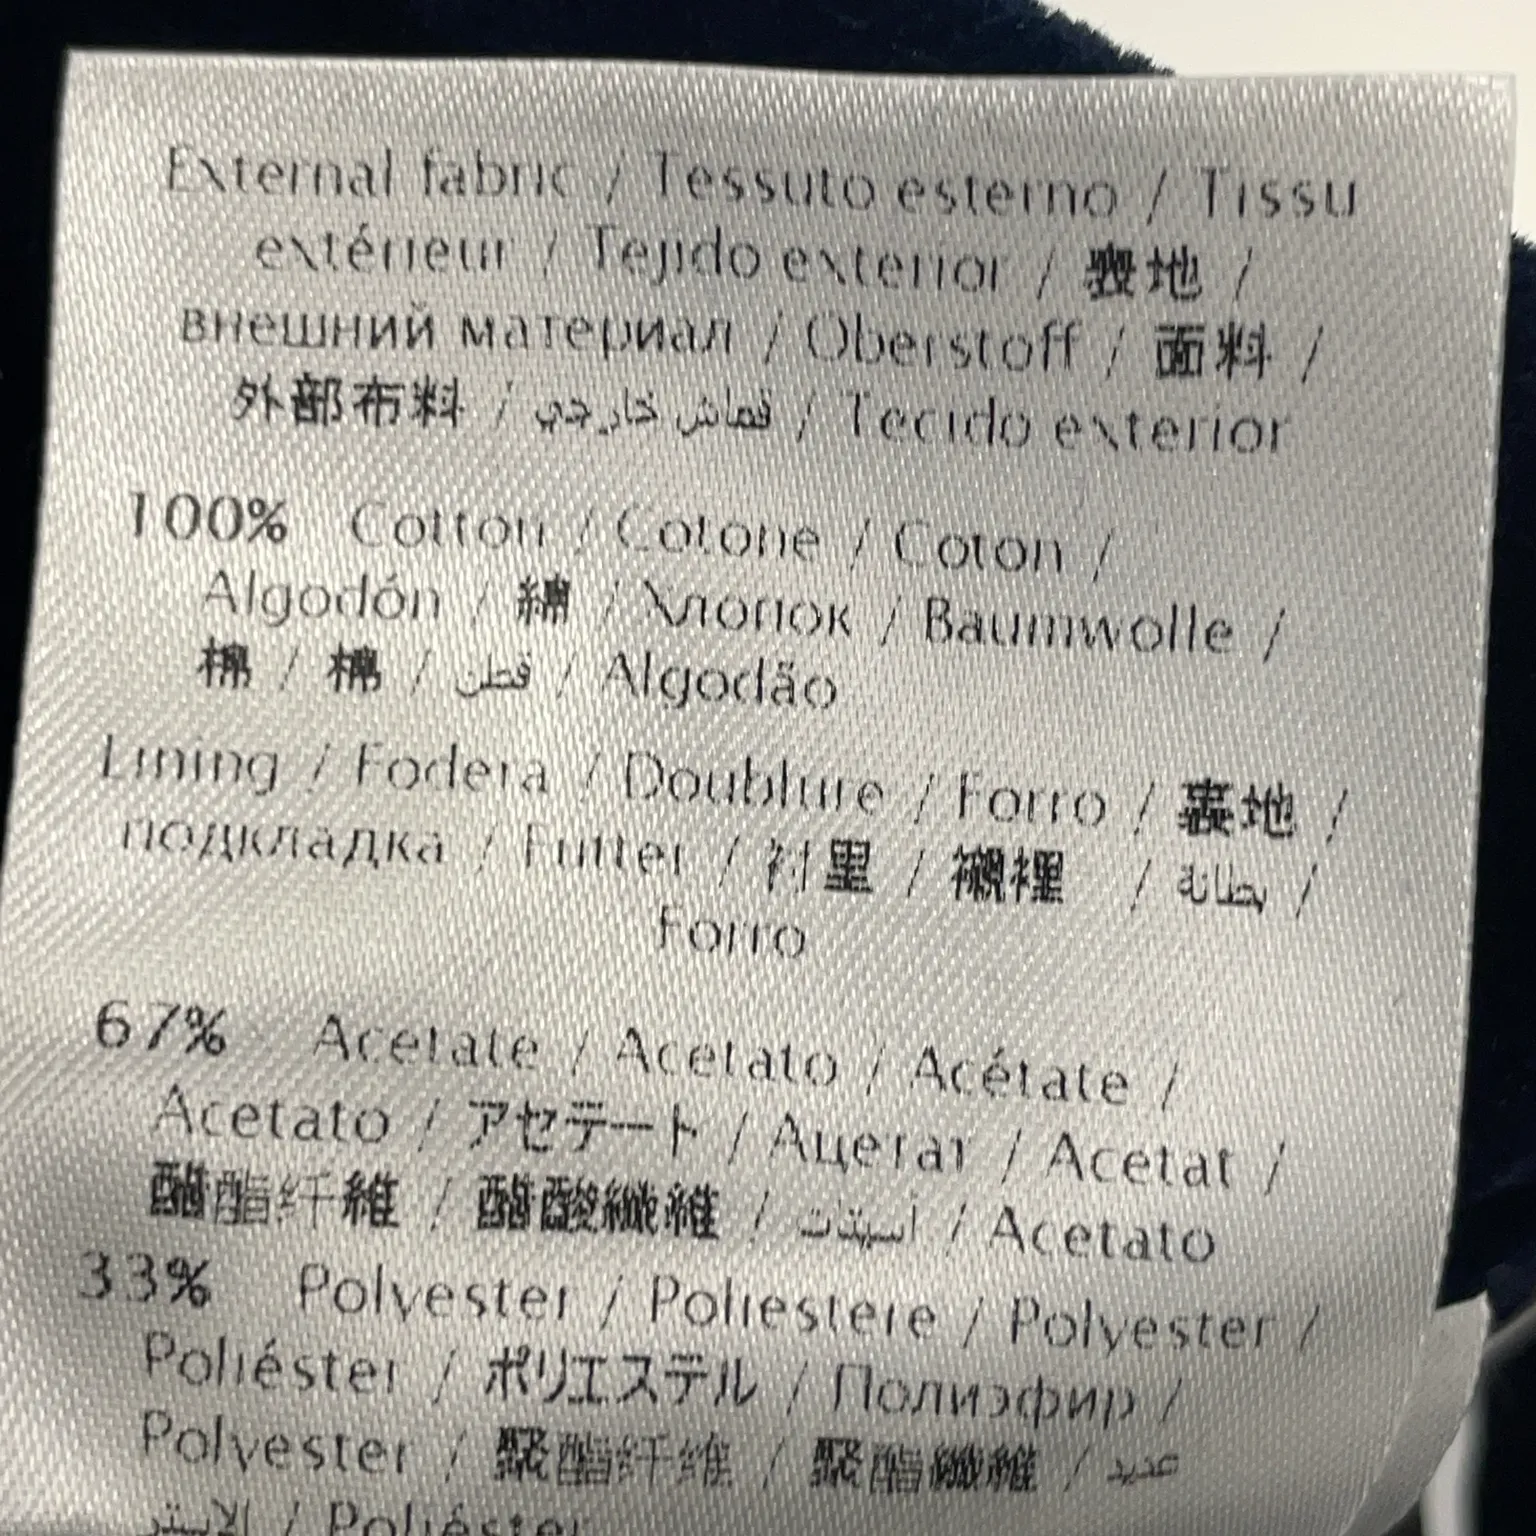 External fabric / Tessuto esterno / Tissu
extérieur / Tejido exterior / 表地 /
внешний материал / Oberstoff / 面料 /
外部布料 / قماش خارجي / Tecido exterior
100% Cotton / Cotone / Coton /
Algodón / 綿 / Хлопок / Baumwolle /
棉 / 棉 / قطن / Algodão
Lining / Fodera / Doublure / Forro / 裏地 /
подкладка / Futter / 衬里 / 襯裡 / بطانة /
Forro
67% Acetate / Acetato / Acétate /
Acetato / アセテート / Ацетат / Acetat /
醋酯纤維 / 醋酸纖維 / أسيتات / Acetato
33% Polyester / Poliestere / Polyester /
Poliéster / ポリエステル / Полиэфир /
Polyester / 聚酯纤维 / 聚酯纖維 / عديد
الاستر / Poliéster